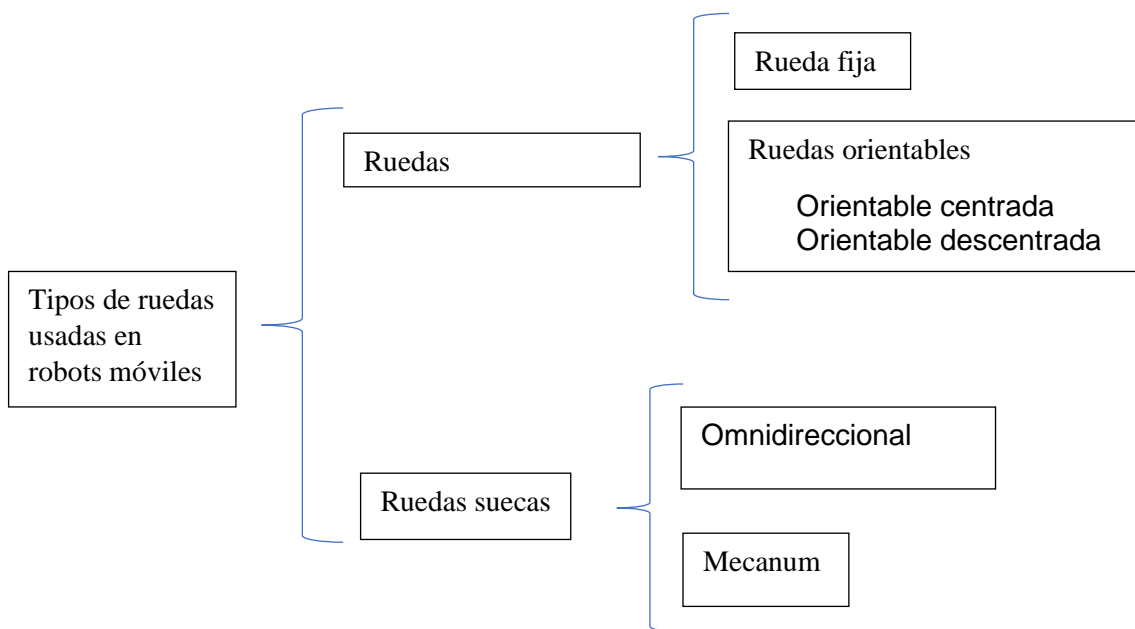 Tipos de ruedas
usadas en
robots móviles
Ruedas
Rueda fija
Ruedas orientables
Orientable centrada
Orientable descentrada
Ruedas suecas
Omnidireccional
Mecanum